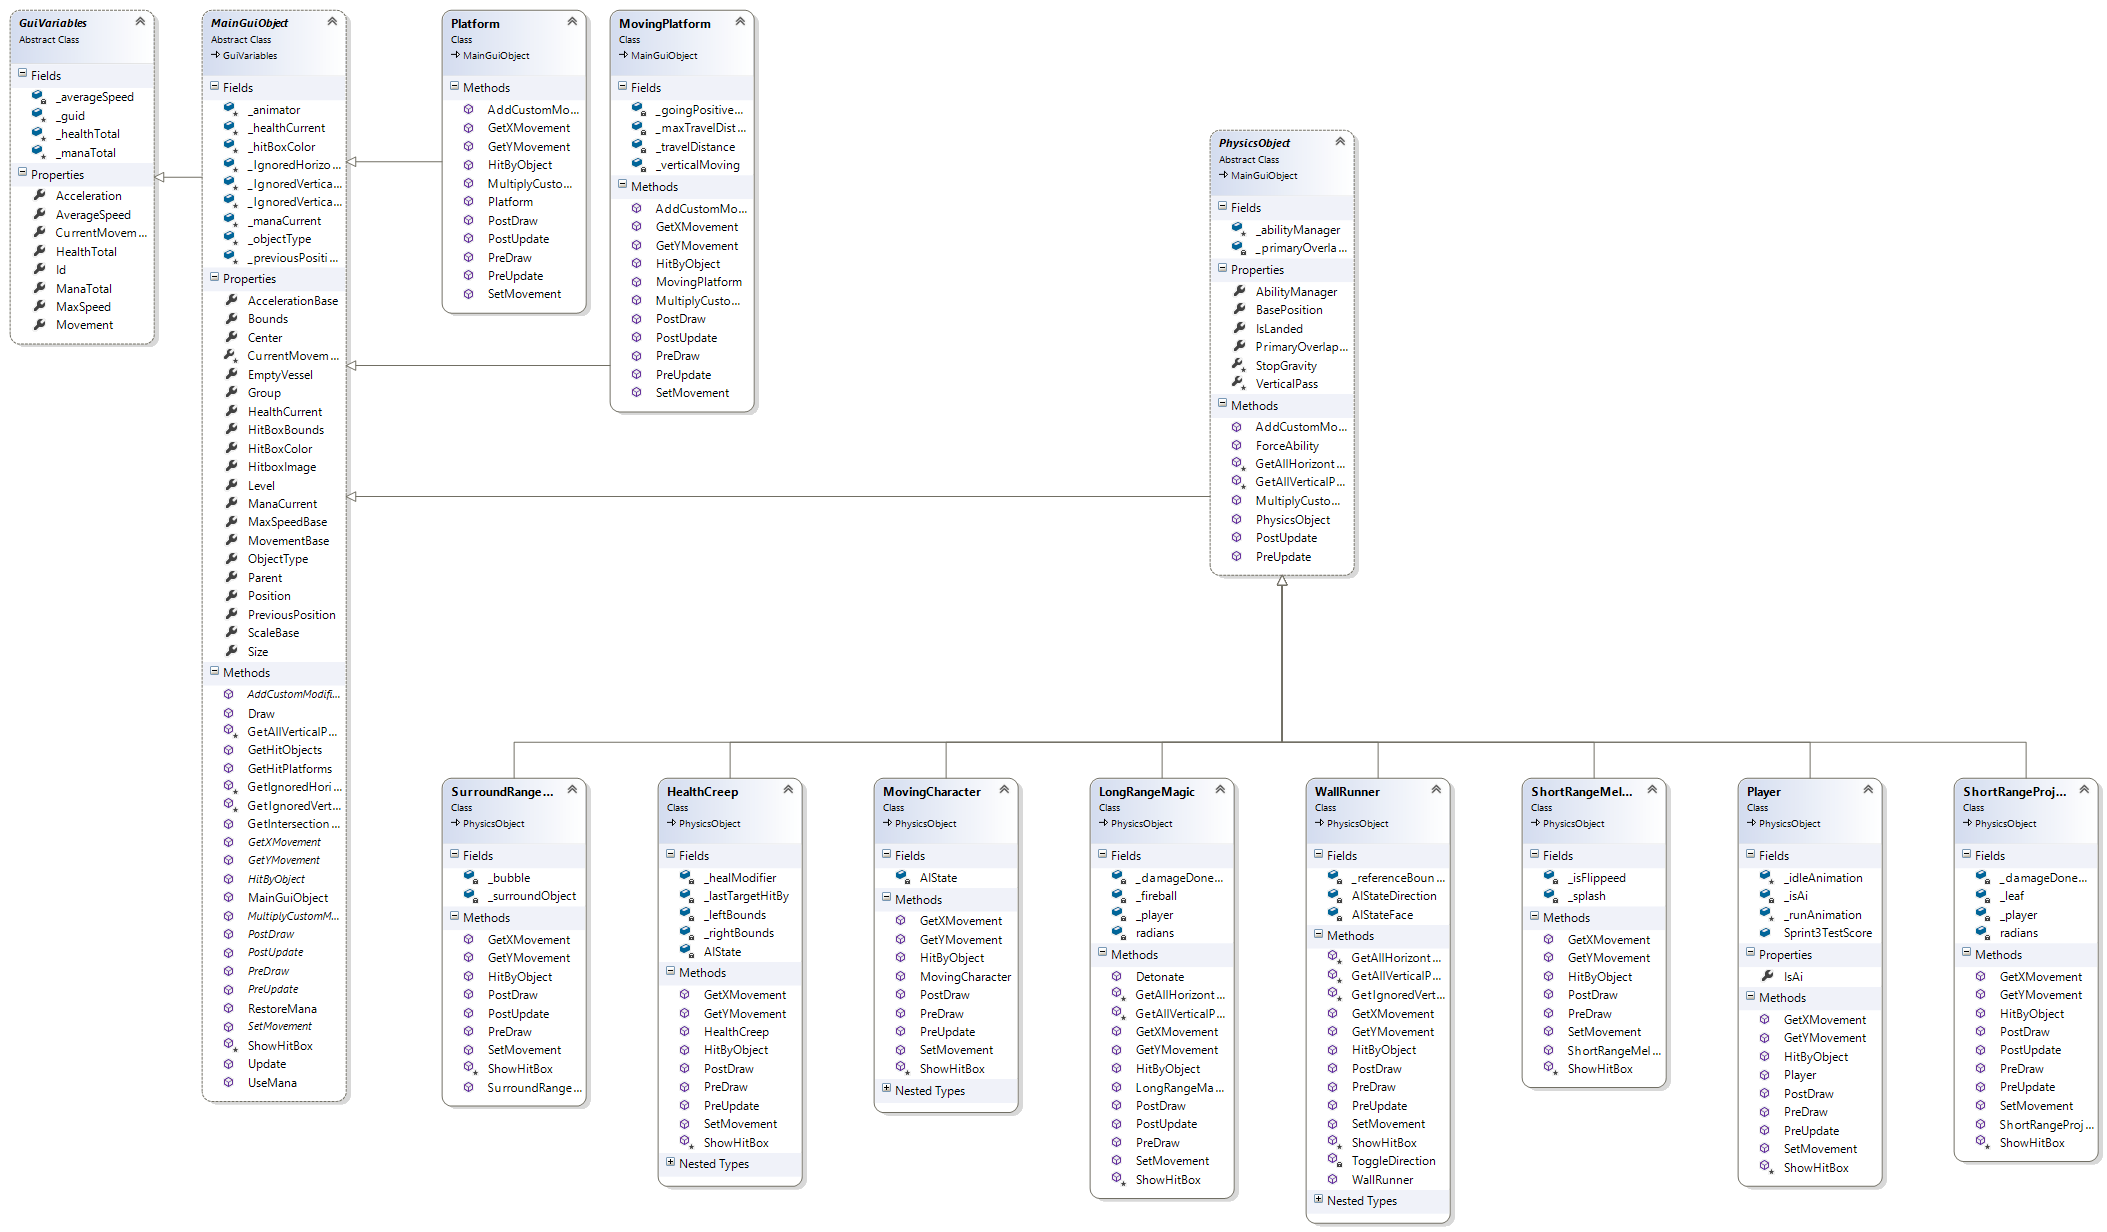 GuiVariables
Abstract Class
Fields
_averageSpeed
_guid
_healthTotal
_manaTotal
Properties
Acceleration
AverageSpeed
CurrentMovem...
HealthTotal
Id
ManaTotal
MaxSpeed
Movement
MainGuiObject
Abstract Class
GuiVariables
Fields
_animator
_healthCurrent
_hitBoxColor
_IgnoredHorizo...
_IgnoredVertica...
_IgnoredVertica...
_manaCurrent
_objectType
_previousPositi...
Properties
AccelerationBase
Bounds
Center
CurrentMovem...
EmptyVessel
Group
HealthCurrent
HitBoxBounds
HitBoxColor
HitboxImage
Level
ManaCurrent
MaxSpeedBase
MovementBase
ObjectType
Parent
Position
PreviousPosition
ScaleBase
Size
Methods
AddCustomModifi...
Draw
GetAllVerticalP...
GetHitObjects
GetHitPlatforms
GetIgnoredHori...
GetIgnoredVert...
GetIntersection...
GetXMovement
GetYMovement
HitByObject
MainGuiObject
MultiplyCustomM...
PostDraw
PostUpdate
PreDraw
PreUpdate
RestoreMana
SetMovement
ShowHitBox
Update
UseMana
Platform
Class
MainGuiObject
Methods
AddCustomMo...
GetXMovement
GetYMovement
HitByObject
MultiplyCusto...
Platform
PostDraw
PostUpdate
PreDraw
PreUpdate
SetMovement
MovingPlatform
Class
MainGuiObject
Fields
_goingPositive...
_maxTravelDist...
_travelDistance
_verticalMoving
Methods
AddCustomMo...
GetXMovement
GetYMovement
HitByObject
MovingPlatform
MultiplyCusto...
PostDraw
PostUpdate
PreDraw
PreUpdate
SetMovement
PhysicsObject
Abstract Class
MainGuiObject
Fields
_abilityManager
_primaryOverla...
Properties
AbilityManager
BasePosition
IsLanded
PrimaryOverlap...
StopGravity
VerticalPass
Methods
AddCustomMo...
ForceAbility
GetAllHorizont...
GetAllVerticalP...
MultiplyCusto...
PhysicsObject
PostUpdate
PreUpdate
SurroundRange...
Class
PhysicsObject
Fields
_bubble
_surroundObject
Methods
GetXMovement
GetYMovement
HitByObject
PostDraw
PostUpdate
PreDraw
SetMovement
ShowHitBox
SurroundRange...
HealthCreep
Class
PhysicsObject
Fields
_healModifier
_lastTargetHitBy
_leftBounds
_rightBounds
AIState
Methods
GetXMovement
GetYMovement
HealthCreep
HitByObject
PostDraw
PreDraw
PreUpdate
SetMovement
ShowHitBox
Nested Types
MovingCharacter
Class
PhysicsObject
Fields
AIState
Methods
GetXMovement
GetYMovement
HitByObject
MovingCharacter
PostDraw
PreDraw
PreUpdate
SetMovement
ShowHitBox
Nested Types
LongRangeMagic
Class
PhysicsObject
Fields
_damageDone...
_fireball
_player
radians
Methods
Detonate
GetAllHorizont...
GetAllVerticalP...
GetXMovement
GetYMovement
HitByObject
LongRangeMa...
PostDraw
PostUpdate
PreDraw
SetMovement
ShowHitBox
WallRunner
Class
PhysicsObject
Fields
_referenceBoun...
AIStateDirection
AIStateFace
Methods
GetAllHorizont...
GetAllVerticalP...
GetIgnoredVert...
GetXMovement
GetYMovement
HitByObject
PostDraw
PreDraw
PreUpdate
SetMovement
ShowHitBox
ToggleDirection
WallRunner
Nested Types
ShortRangeMel...
Class
PhysicsObject
Fields
_isFlippeed
_splash
Methods
GetXMovement
GetYMovement
HitByObject
PostDraw
PreDraw
SetMovement
ShortRangeMel...
ShowHitBox
Player
Class
PhysicsObject
Fields
_idleAnimation
_isAi
_runAnimation
Sprint3TestScore
Properties
IsAi
Methods
GetXMovement
GetYMovement
HitByObject
Player
PostDraw
PreDraw
PreUpdate
SetMovement
ShowHitBox
ShortRangeProj...
Class
PhysicsObject
Fields
_damageDone...
_leaf
_player
radians
Methods
GetXMovement
GetYMovement
HitByObject
PostDraw
PostUpdate
PreDraw
PreUpdate
SetMovement
ShortRangeProj...
ShowHitBox